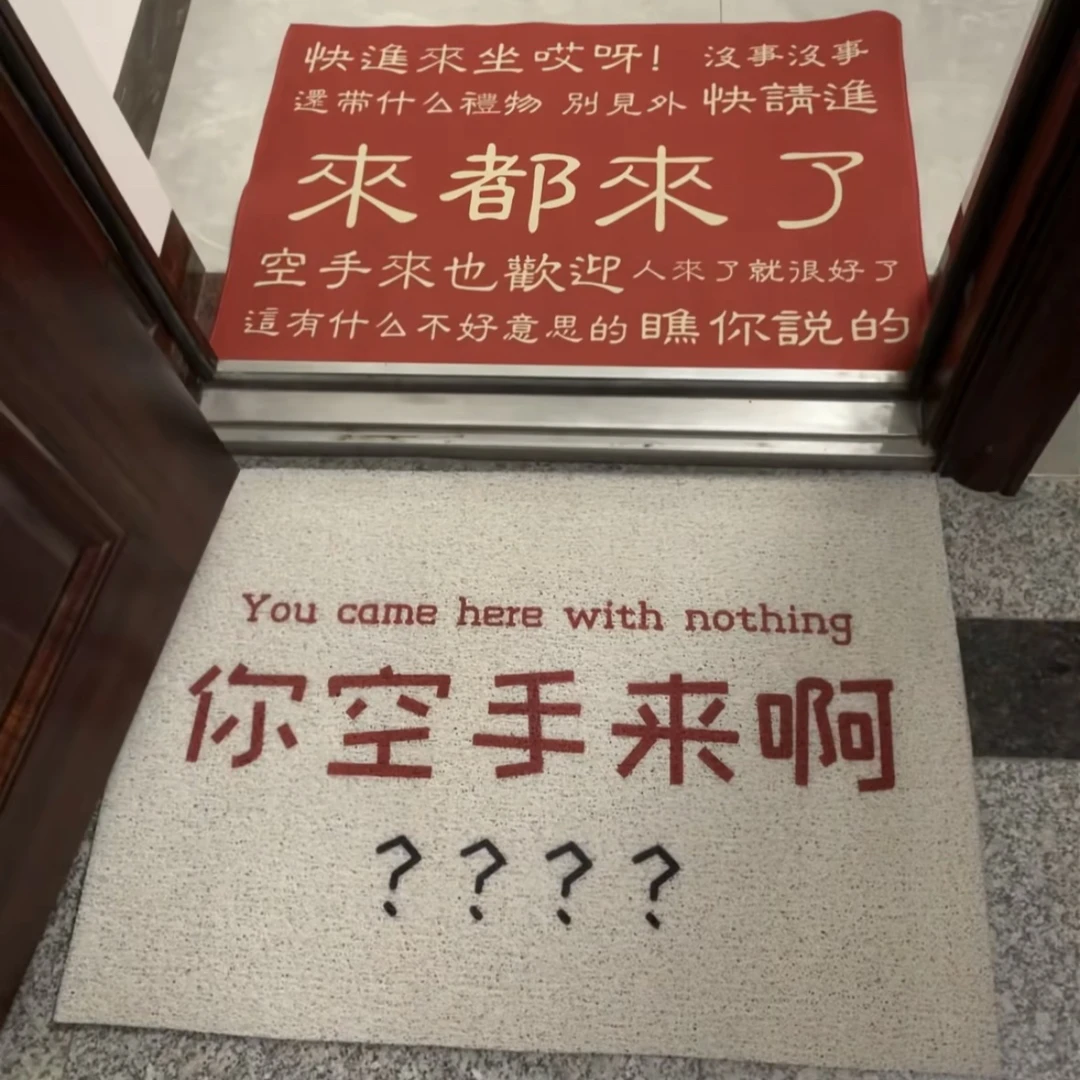 快進來坐哎呀! 沒事沒事
還带什么禮物 別見外 快請進
來都來了
空手來也歡迎 人來了就很好了
這有什么不好意思的 瞧你説的
You came here with nothing
你空手来啊
????